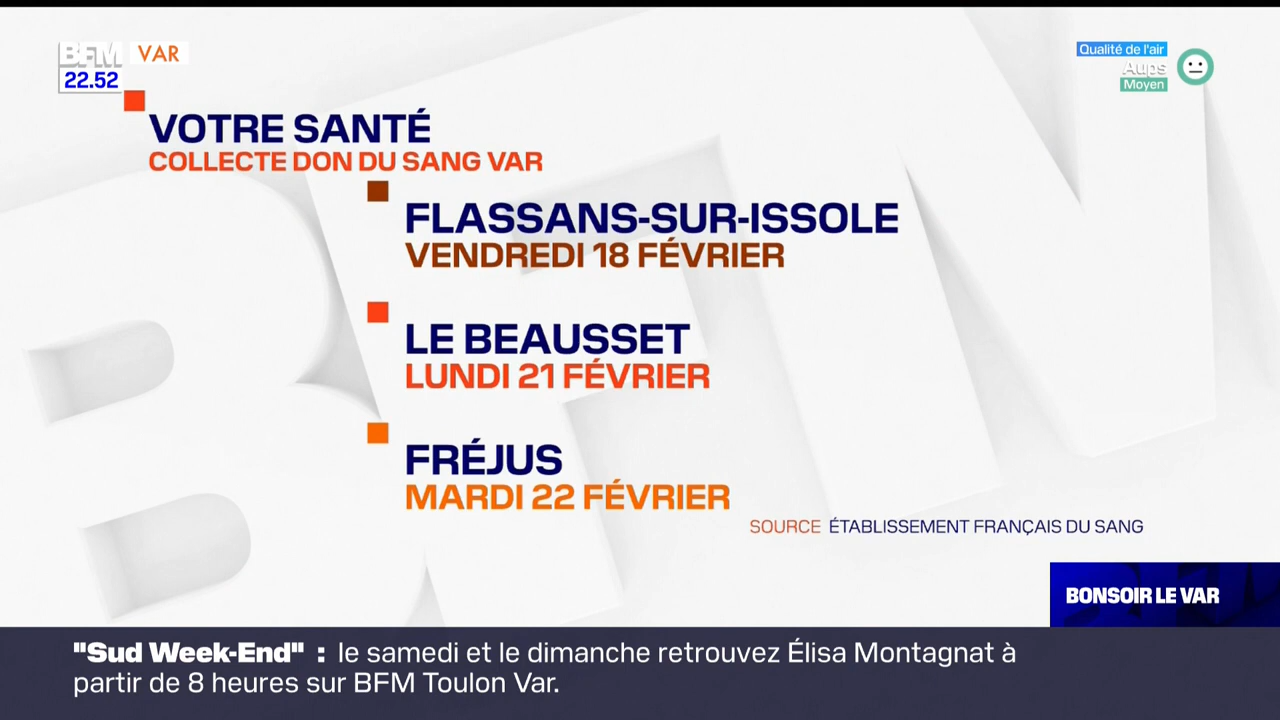 BFM VAR
22.52
Qualité de l'air
Aups
Moyen
VOTRE SANTÉ
COLLECTE DON DU SANG VAR
FLASSANS-SUR-ISSOLE
VENDREDI 18 FÉVRIER
LE BEAUSSET
LUNDI 21 FÉVRIER
FRÉJUS
MARDI 22 FÉVRIER
SOURCE ÉTABLISSEMENT FRANÇAIS DU SANG
BONSOIR LE VAR
"Sud Week-End" : le samedi et le dimanche retrouvez Élisa Montagnat à
partir de 8 heures sur BFM Toulon Var.